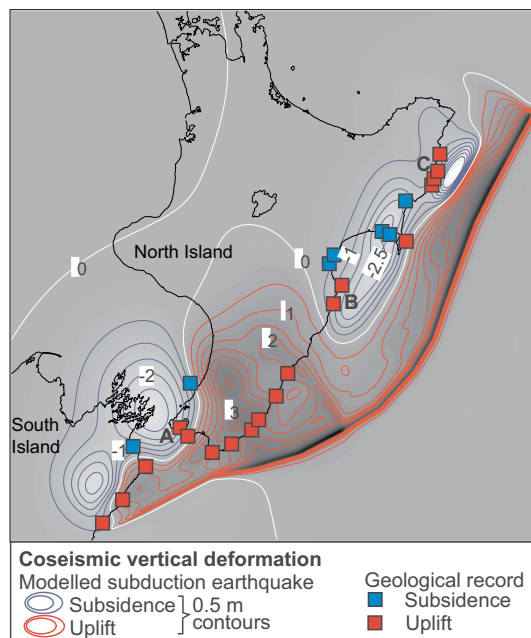 C
North Island
0
0
-1
-2.5
B
1
2
-2
3
South
Island
A
-1
Coseismic vertical deformation
Modelled subduction earthquake
Subsidence
Uplift
0.5 m
contours
Geological record
Subsidence
Uplift